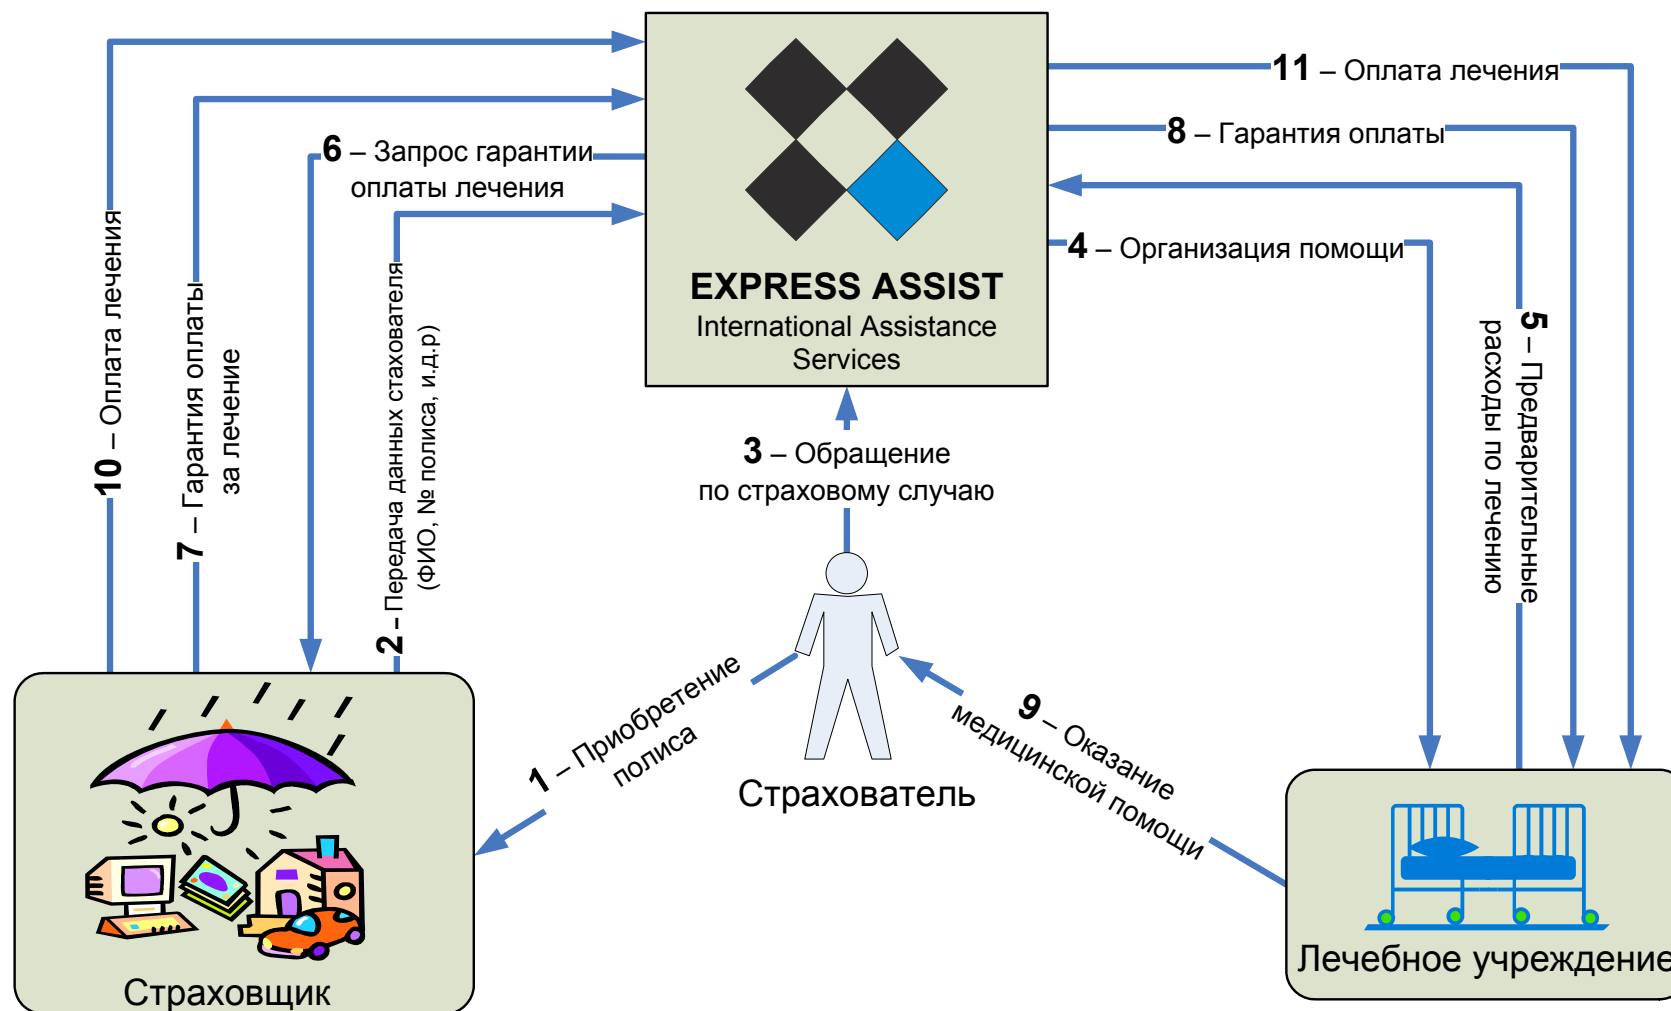 11 – Оплата лечения
8 – Гарантия оплаты
6 – Запрос гарантии
оплаты лечения
4 – Организация помощи
EXPRESS ASSIST
International Assistance
Services
10 – Оплата лечения
7 – Гарантия оплаты
за лечение
2 – Передача данных стахователя
(ФИО, № полиса, и.д.р)
5 – Предварительные
расходы по лечению
3 – Обращение
по страховому случаю
1 – Приобретение
полиса
9 – Оказание
медицинской помощи
Страхователь
Страховщик
Лечебное учреждение